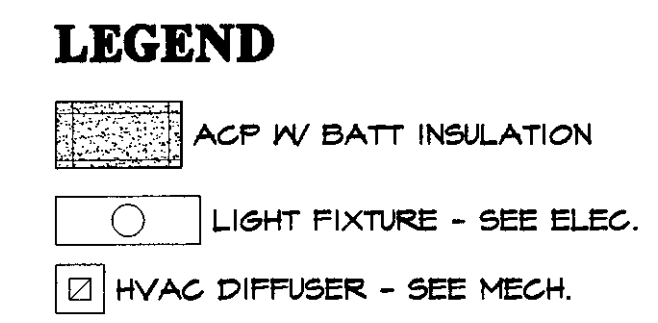 LEGEND
ACP W/ BATT INSULATION
LIGHT FIXTURE - SEE ELEC.
HVAC DIFFUSER - SEE MECH.